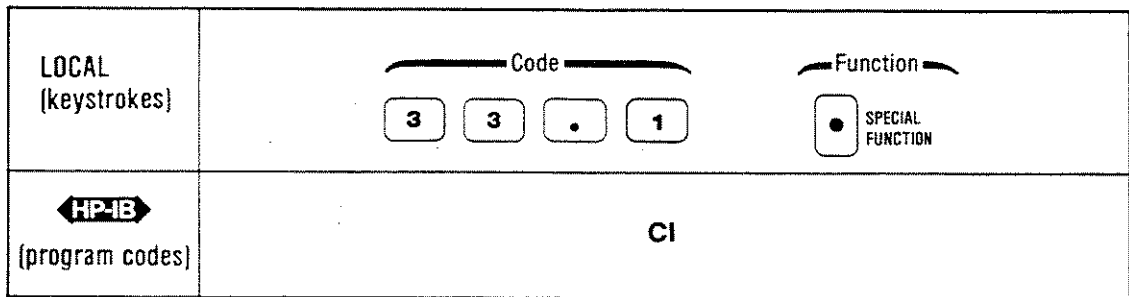 LOCAL
(keystrokes)
Code
3 3 . 1
Function
SPECIAL
FUNCTION
HP-IB
(program codes)
CI